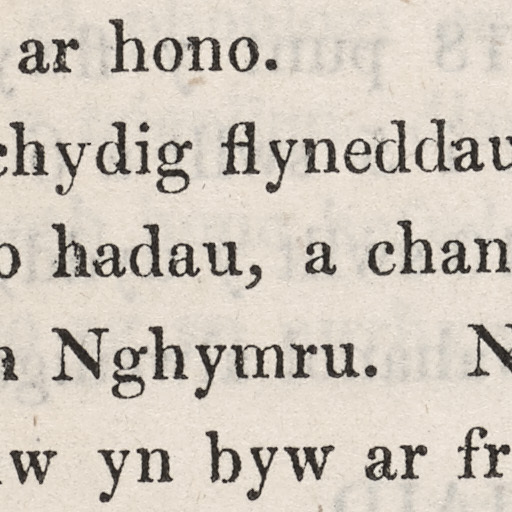 ar hono.
chydig flyneddau
hadau, a chan
Nghymru. N
w yn byw ar fr